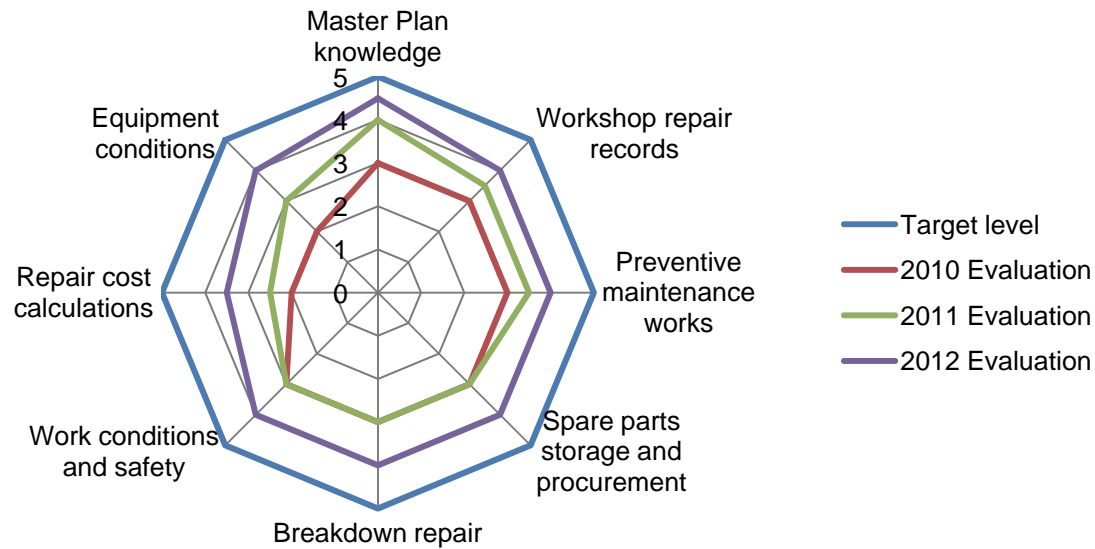 Master Plan
knowledge
Workshop repair
records
Preventive
maintenance
works
Spare parts
storage and
procurement
Breakdown repair
Work conditions
and safety
Repair cost
calculations
Equipment
conditions
5
4
3
2
1
0
Target level
2010 Evaluation
2011 Evaluation
2012 Evaluation